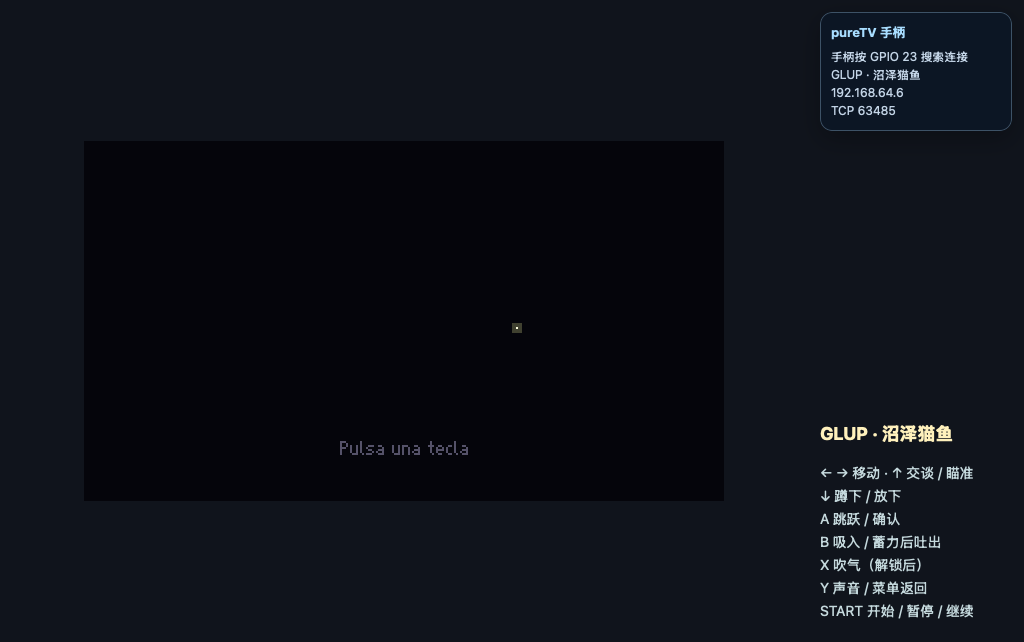 pureTV 手柄
手柄按 GPIO 23 搜索连接
GLUP · 沼泽猫鱼
192.168.64.6
TCP 63485
Pulsa una tecla
GLUP · 沼泽猫鱼
← → 移动 · ↑ 交谈 / 瞄准
↓ 蹲下 / 放下
A 跳跃 / 确认
B 吸入 / 蓄力后吐出
X 吹气（解锁后）
Y 声音 / 菜单返回
START 开始 / 暂停 / 继续